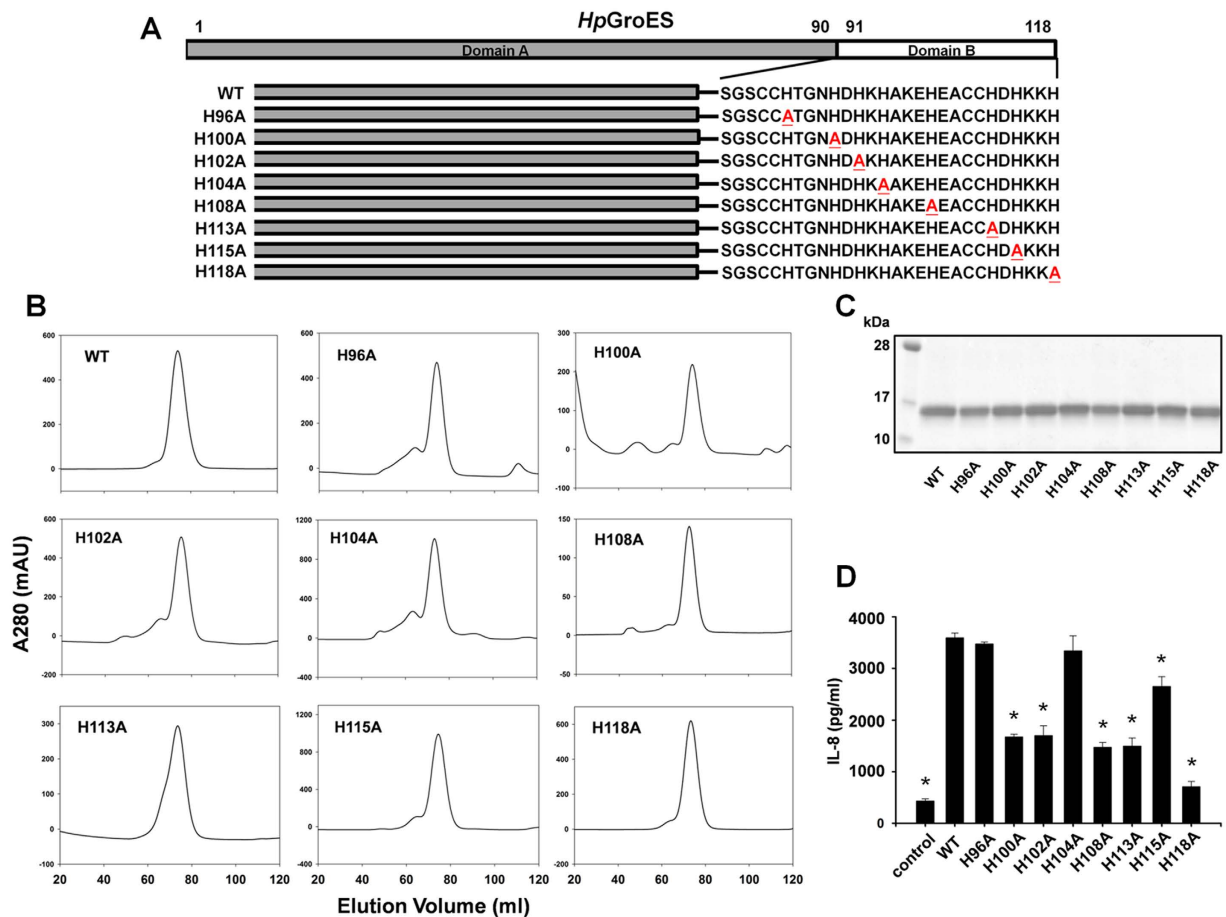 A
HpGroES
1 90 91 118
Domain A Domain B
WT SGSCCHTGNHDHKHAKEHEACCHDHKKH
H96A SGSCCATGNHDHKHAKEHEACCHDHKKH
H100A SGSCCHTGNADHKHAKEHEACCHDHKKH
H102A SGSCCHTGNHDAKHAKEHEACCHDHKKH
H104A SGSCCHTGNHDHKAAKEHEACCHDHKKH
H108A SGSCCHTGNHDHKHAKEAEACCHDHKKH
H113A SGSCCHTGNHDHKHAKEHEACCADHKKH
H115A SGSCCHTGNHDHKHAKEHEACCHDAKKH
H118A SGSCCHTGNHDHKHAKEHEACCHDHKKA
B
A280 (mAU)
WT
600
400
200
0
H96A
600
400
200
0
-100
H100A
300
200
100
0
-100
H102A
600
400
200
0
-200
H104A
1200
800
400
0
-400
H108A
150
100
50
0
-50
H113A
300
200
100
0
-100
20 40 60 80 100 120
H115A
1200
800
400
0
-400
20 40 60 80 100 120
H118A
600
400
200
0
-200
20 40 60 80 100 120
Elution Volume (ml)
C
kDa
28
17
10
WT H96A H100A H102A H104A H108A H113A H115A H118A
D
IL-8 (pg/ml)
4000
3000
2000
1000
0
* * * * * * *
control WT H96A H100A H102A H104A H108A H113A H115A H118A